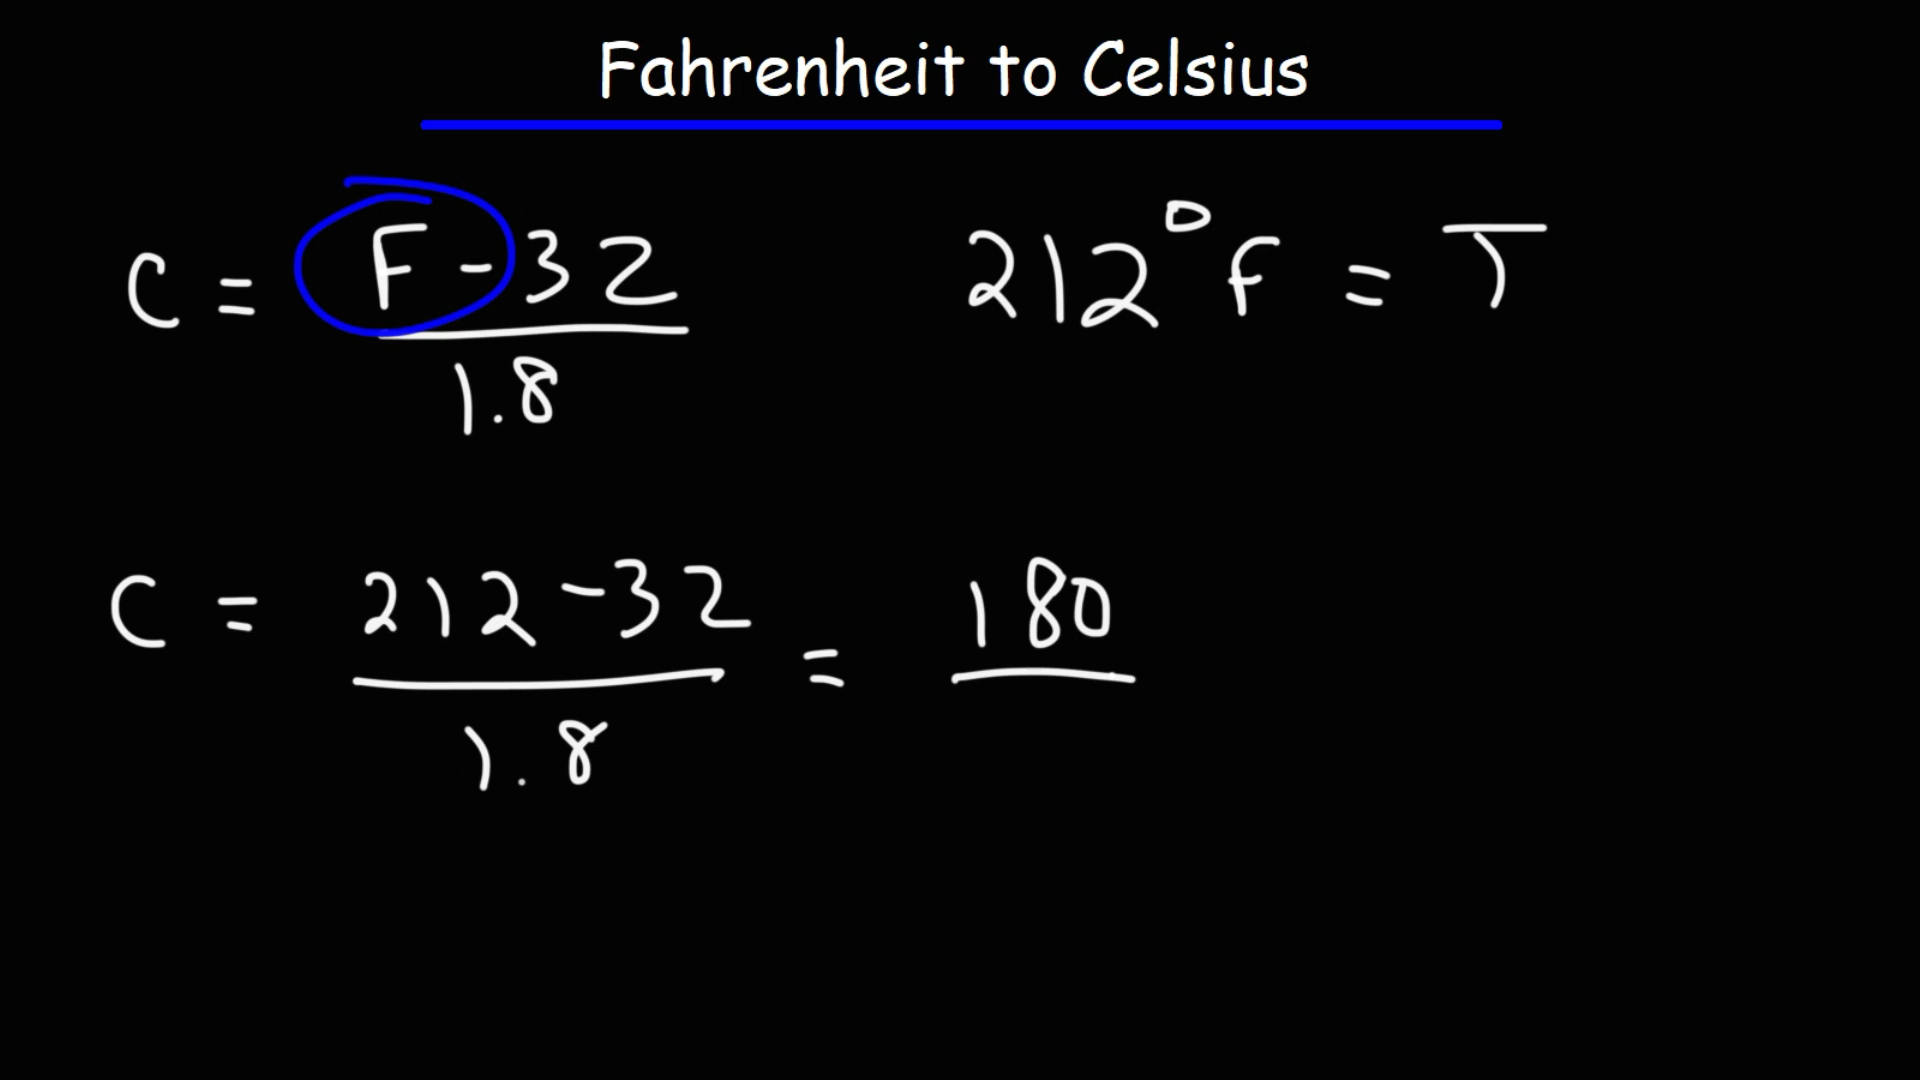 Fahrenheit to Celsius
C = F - 32 / 1.8
212°F = T
C = 212 - 32 / 1.8 = 180